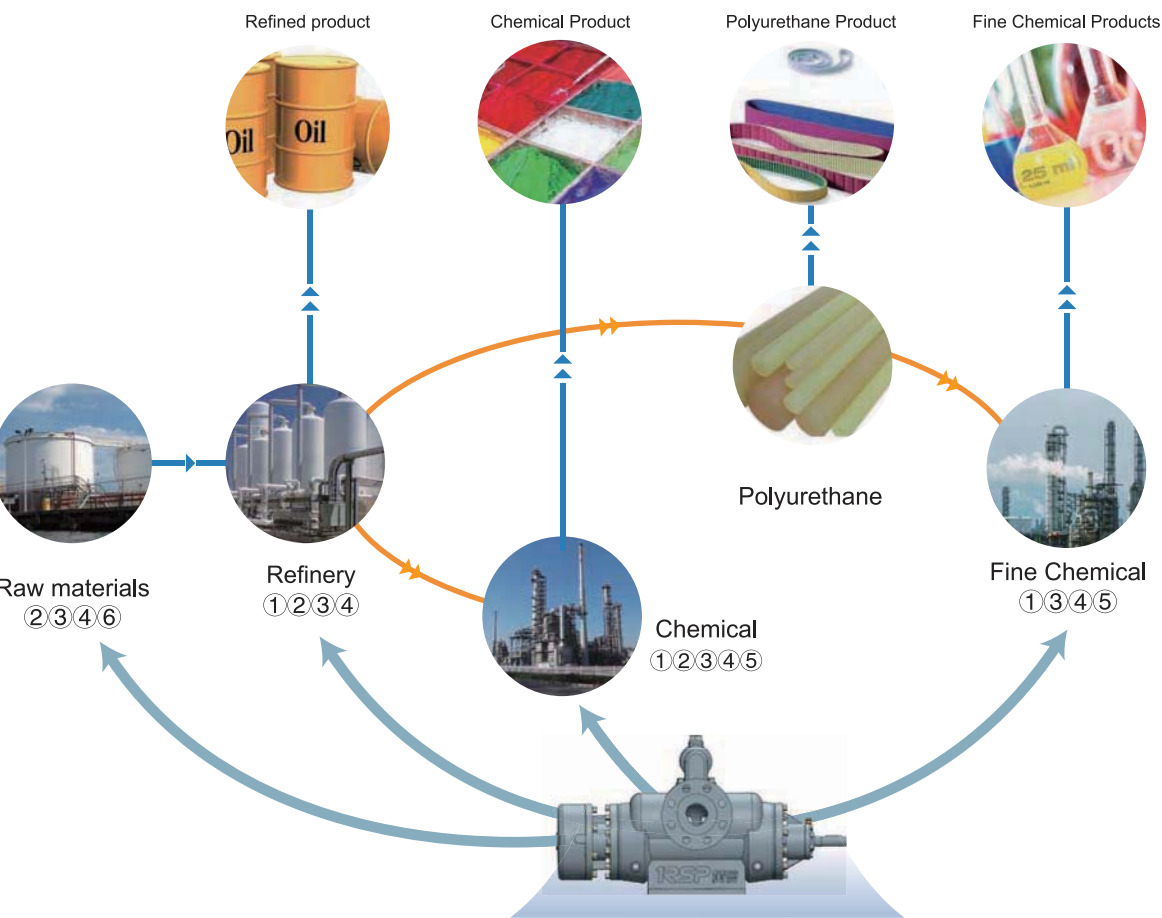 Refined product
Chemical Product
Polyurethane Product
Fine Chemical Products
Oil
Oil
25 ml
Polyurethane
Raw materials
②③④⑥
Refinery
①②③④
Chemical
①②③④⑤
Fine Chemical
①③④⑤
RSP